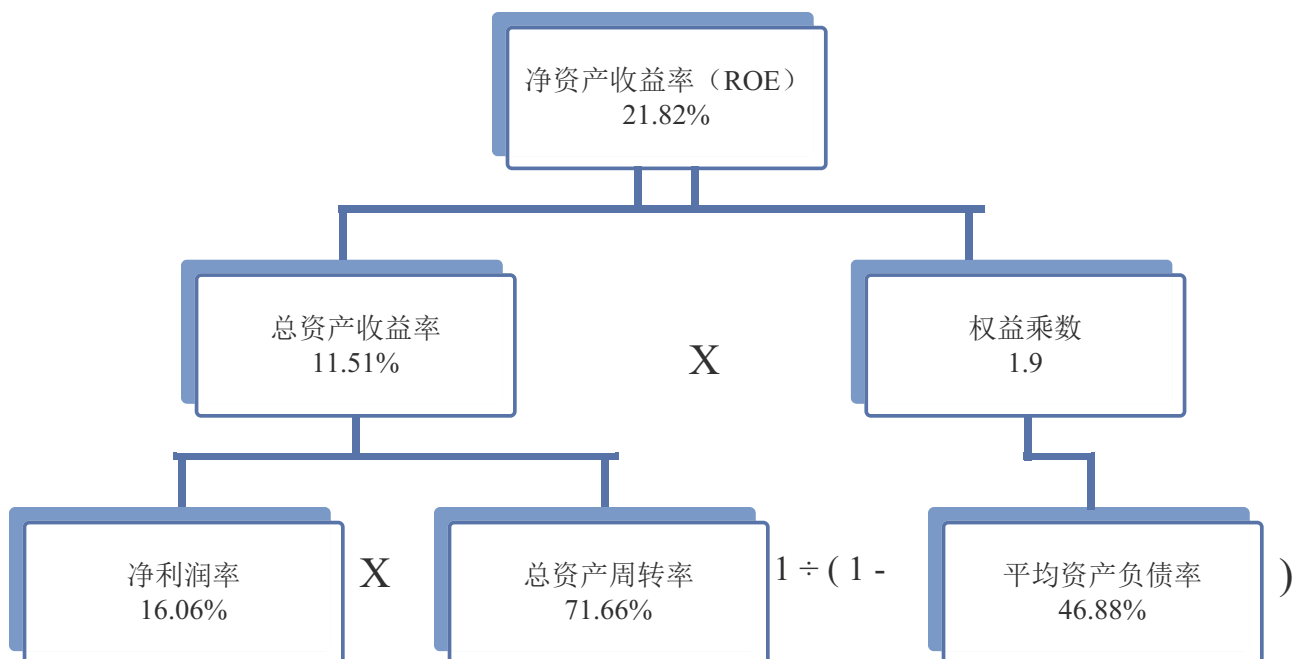 净资产收益率（ROE）
21.82%
总资产收益率
11.51%
X
权益乘数
1.9
净利润率
16.06%
X
总资产周转率
71.66%
1 ÷ ( 1 -
平均资产负债率
46.88%
)